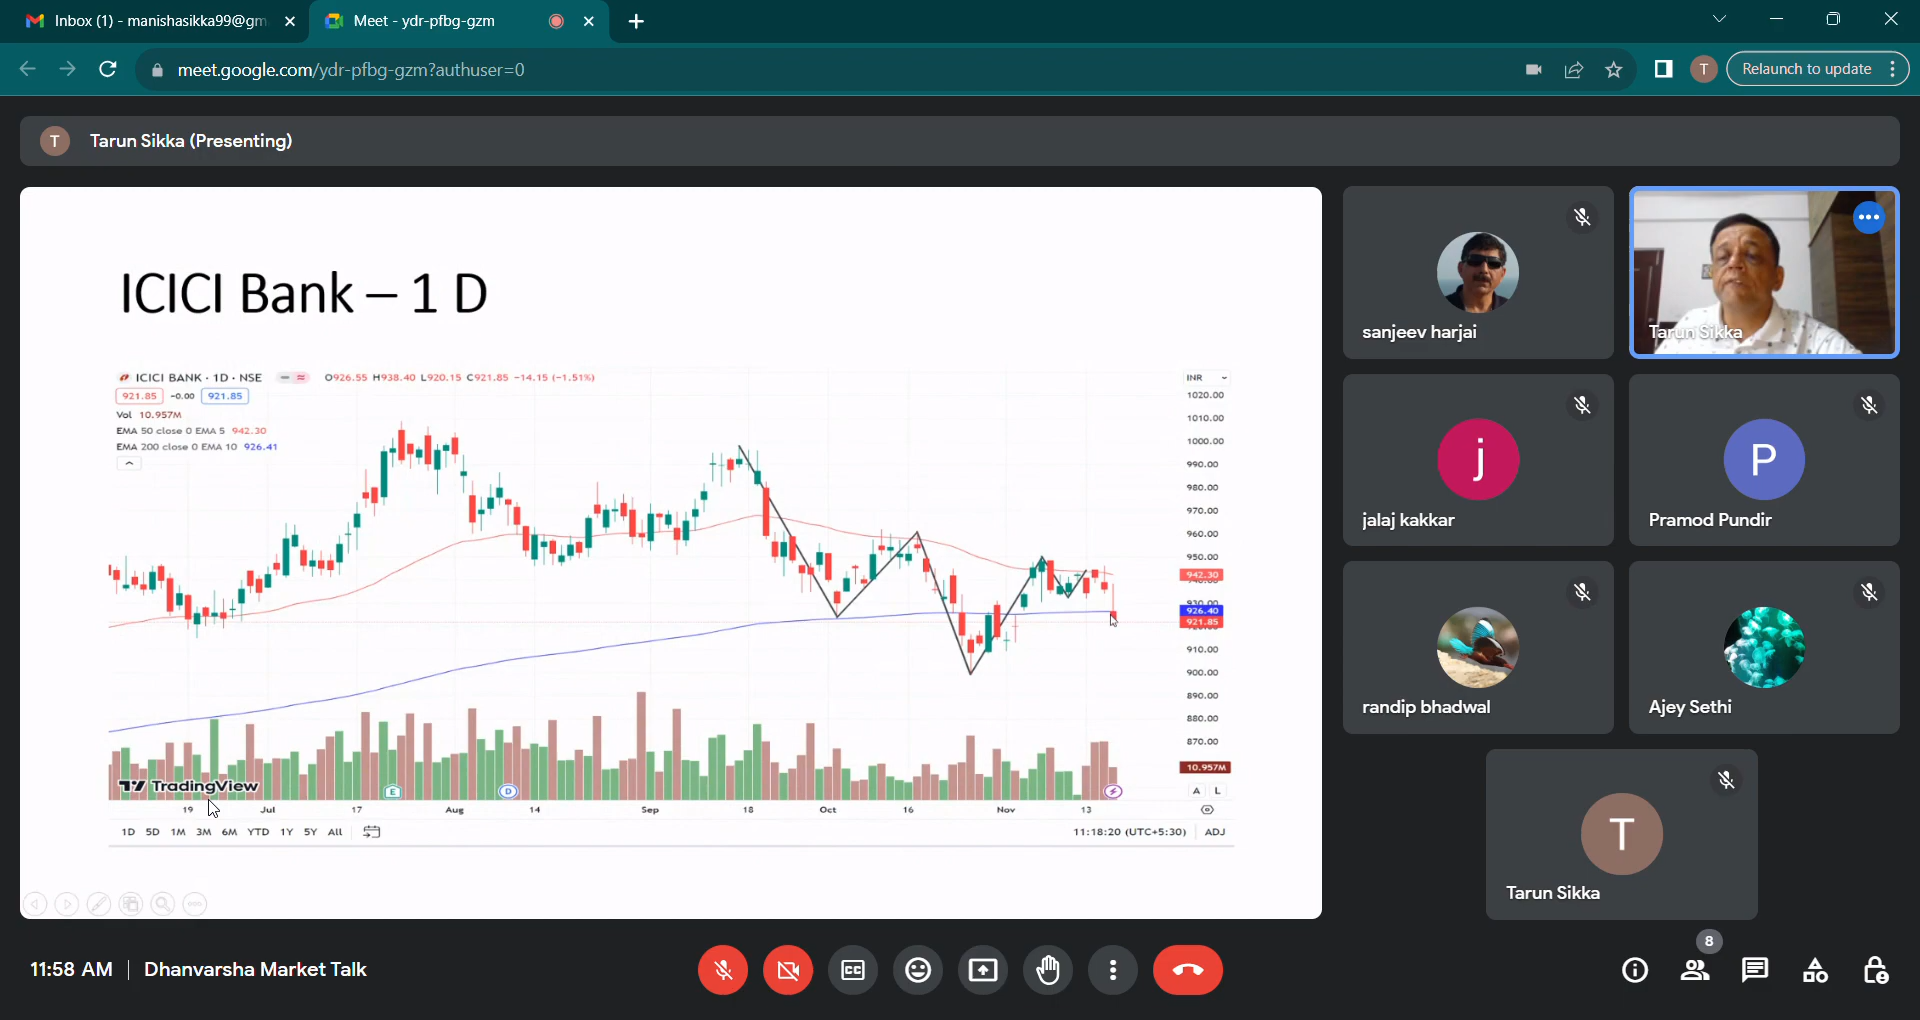 Inbox (1) - manishasikka99@gm
Meet - ydr-pfbg-gzm
meet.google.com/ydr-pfbg-gzm?authuser=0
T
Relaunch to update
T
Tarun Sikka (Presenting)
ICICI Bank – 1 D
ICICI BANK · 1D · NSE
O926.55 H938.40 L920.15 C921.85 −14.15 (−1.51%)
INR
921.85 -0.00 921.85
Vol 10.957M
EMA 50 close 0 EMA 5 942.30
EMA 200 close 0 EMA 10 926.41
1020.00
1010.00
1000.00
990.00
980.00
970.00
960.00
950.00
942.30
930.00
926.40
921.85
910.00
900.00
890.00
880.00
870.00
10.957M
TradingView
E
D
A L
19 Jul 17 Aug 14 Sep 18 Oct 16 Nov 13
1D 5D 1M 3M 6M YTD 1Y 5Y All
11:18:20 (UTC+5:30) ADJ
sanjeev harjai
Tarun Sikka
j
jalaj kakkar
P
Pramod Pundir
randip bhadwal
Ajey Sethi
T
Tarun Sikka
11:58 AM | Dhanvarsha Market Talk
CC
8